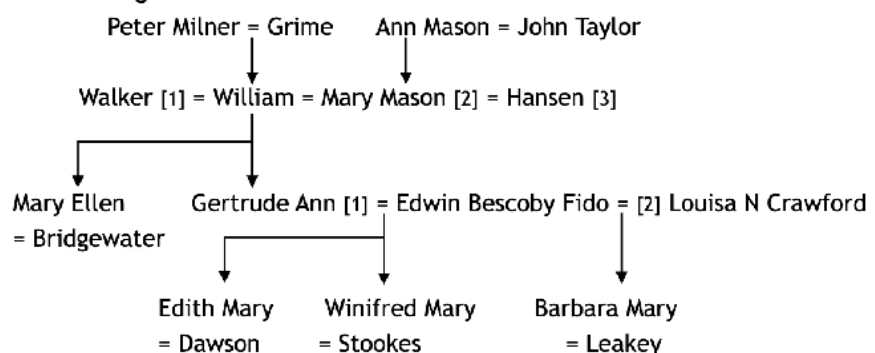 Peter Milner = Grime Ann Mason = John Taylor
Walker [1] = William = Mary Mason [2] = Hansen [3]
Mary Ellen Gertrude Ann [1] = Edwin Bescoby Fido = [2] Louisa N Crawford
= Bridgewater
Edith Mary Winifred Mary Barbara Mary
= Dawson = Stookes = Leakey